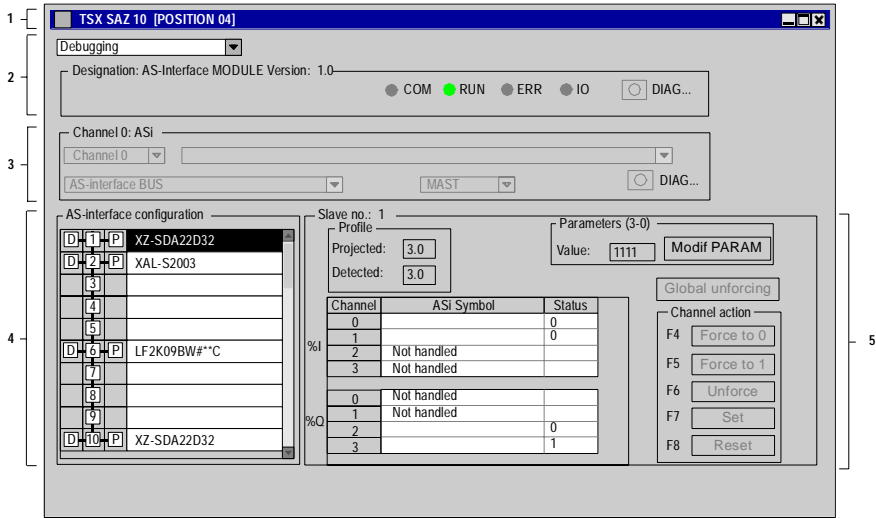 1
TSX SAZ 10 [POSITION 04]
2
Debugging
Designation: AS-Interface MODULE Version: 1.0
COM RUN ERR IO DIAG...
3
Channel 0: ASi
Channel 0
AS-interface BUS MAST DIAG...
4
AS-interface configuration
D 1 P XZ-SDA22D32
D 2 P XAL-S2003
3
4
5
D 6 P LF2K09BW#**C
7
8
9
D 10 P XZ-SDA22D32
5
Slave no.: 1
Profile
Projected: 3.0
Detected: 3.0
Parameters (3-0)
Value: 1111 Modif PARAM
Channel ASi Symbol Status
%I
0 0
1 0
2 Not handled
3 Not handled
%Q
0 Not handled
1 Not handled
2 0
3 1
Global unforcing
Channel action
F4 Force to 0
F5 Force to 1
F6 Unforce
F7 Set
F8 Reset